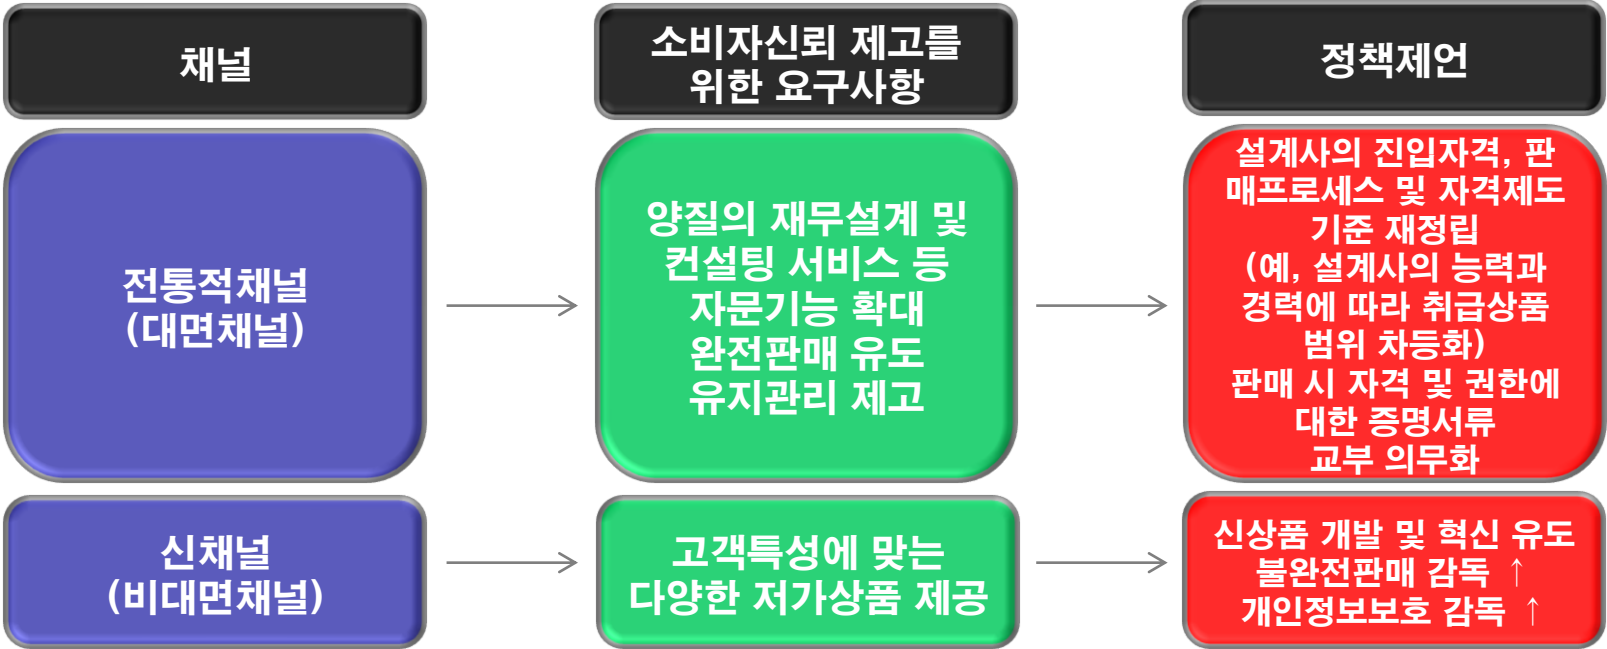 채널
소비자신뢰 제고를
위한 요구사항
정책제언
전통적채널
(대면채널)
양질의 재무설계 및
컨설팅 서비스 등
자문기능 확대
완전판매 유도
유지관리 제고
설계사의 진입자격, 판
매프로세스 및 자격제도
기준 재정립
(예, 설계사의 능력과
경력에 따라 취급상품
범위 차등화)
판매 시 자격 및 권한에
대한 증명서류
교부 의무화
신채널
(비대면채널)
고객특성에 맞는
다양한 저가상품 제공
신상품 개발 및 혁신 유도
불완전판매 감독 ↑
개인정보보호 감독 ↑